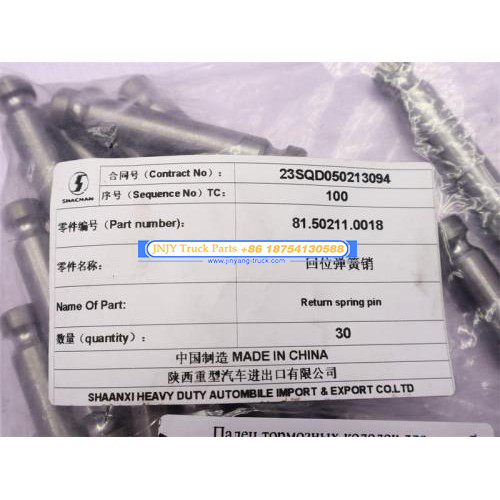 SHACMAN
合同号（Contract No）： 23SQD050213094
序号（Sequence No）TC： 100
零件编号（Part number）： 81.50211.0018
JNJY Truck Parts +86 18754130588
www.jinyang-truck.com
零件名称： 回位弹簧销
Name Of Part: Return spring pin
数量（quantity）： 30
中国制造 MADE IN CHINA
陕西重型汽车进出口有限公司
SHAANXI HEAVY DUTY AUTOMBILE IMPORT & EXPORT CO.LTD
Палец тормозных колодок